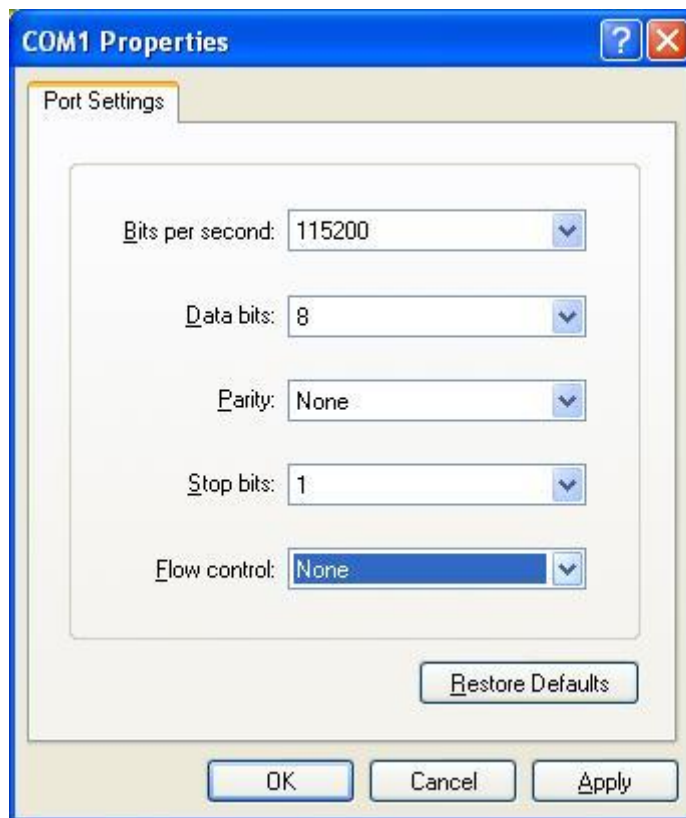 COM1 Properties
Port Settings
Bits per second: 115200
Data bits: 8
Parity: None
Stop bits: 1
Flow control: None
Restore Defaults
OK Cancel Apply